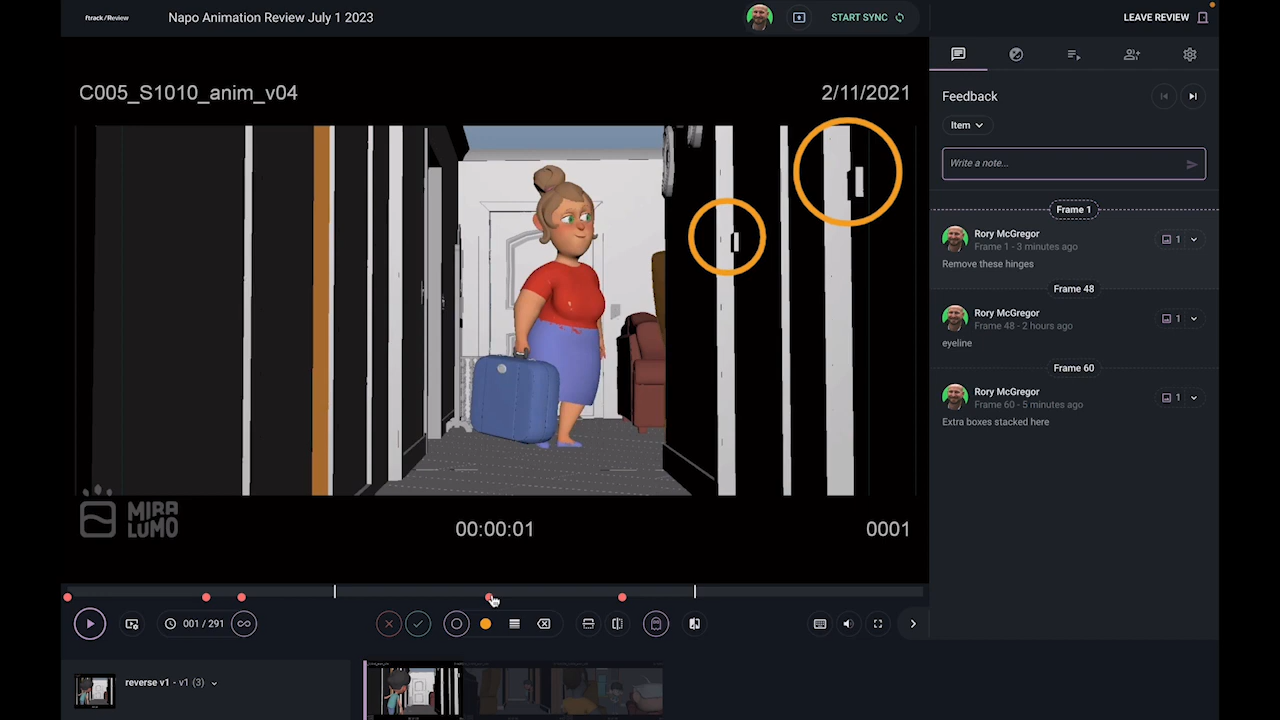 ftrack/Review
Napo Animation Review July 1 2023
START SYNC
LEAVE REVIEW
C005_S1010_anim_v04
2/11/2021
MIRA
LUMO
00:00:01
0001
Feedback
Item
Write a note...
Frame 1
Rory McGregor
Frame 1 - 3 minutes ago
1
Remove these hinges
Frame 48
Rory McGregor
Frame 48 - 2 hours ago
1
eyeline
Frame 60
Rory McGregor
Frame 60 - 5 minutes ago
1
Extra boxes stacked here
001 / 291
reverse v1 - v1 (3)